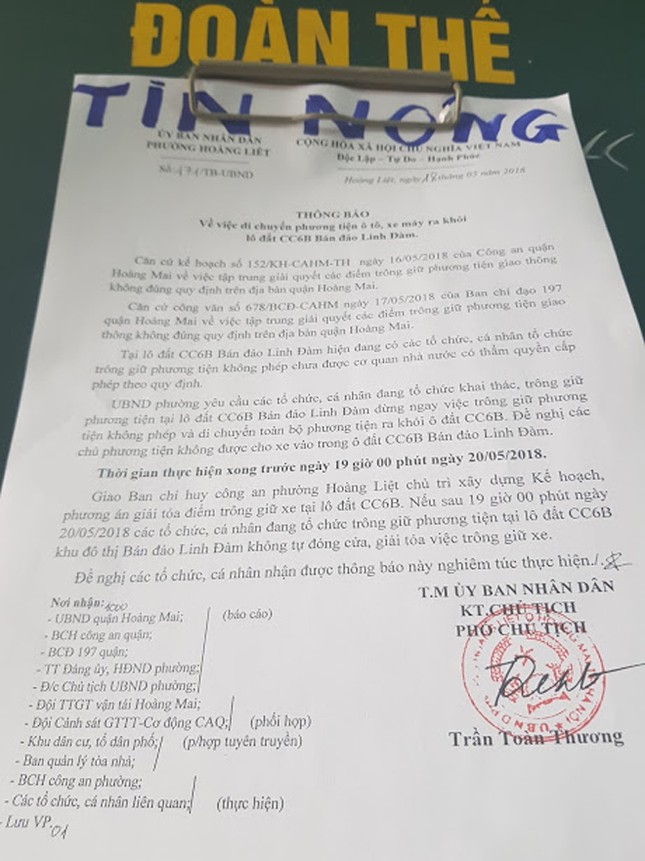 ĐOÀN THỂ
TIN NÓNG
ỦY BAN NHÂN DÂN
PHƯỜNG HOÀNG LIỆT
CỘNG HÒA XÃ HỘI CHỦ NGHĨA VIỆT NAM
Độc Lập – Tự Do – Hạnh Phúc
Số: /TB-UBND
Hoàng Liệt, ngày 18 tháng 05 năm 2018
THÔNG BÁO
Về việc di chuyển phương tiện ô tô, xe máy ra khỏi
lô đất CC6B Bán đảo Linh Đàm.
Căn cứ kế hoạch số 152/KH-CAHM-TH ngày 16/05/2018 của Công an quận
Hoàng Mai về việc tập trung giải quyết các điểm trông giữ phương tiện giao thông
không đúng quy định trên địa bàn quận Hoàng Mai.
Căn cứ công văn số 678/BCĐ-CAHM ngày 17/05/2018 của Ban chỉ đạo 197
quận Hoàng Mai về việc tập trung giải quyết các điểm trông giữ phương tiện giao
thông không đúng quy định trên địa bàn quận Hoàng Mai.
Tại lô đất CC6B Bán đảo Linh Đàm hiện đang có các tổ chức, cá nhân tổ chức
trông giữ phương tiện không phép chưa được cơ quan nhà nước có thẩm quyền cấp
phép theo quy định.
UBND phường yêu cầu các tổ chức, cá nhân đang tổ chức khai thác, trông giữ
phương tiện tại lô đất CC6B Bán đảo Linh Đàm dừng ngay việc trông giữ phương
tiện không phép và di chuyển toàn bộ phương tiện ra khỏi ô đất CC6B. Đề nghị các
chủ phương tiện không được cho xe vào trong ô đất CC6B Bán đảo Linh Đàm.
Thời gian thực hiện xong trước ngày 19 giờ 00 phút ngày 20/05/2018.
Giao Ban chỉ huy công an phường Hoàng Liệt chủ trì xây dựng Kế hoạch,
phương án giải tỏa điểm trông giữ xe tại lô đất CC6B. Nếu sau 19 giờ 00 phút ngày
20/05/2018 các tổ chức, cá nhân đang tổ chức trông giữ phương tiện tại lô đất CC6B
khu đô thị Bán đảo Linh Đàm không tự đóng cửa, giải tỏa việc trông giữ xe.
Đề nghị các tổ chức, cá nhân nhận được thông báo này nghiêm túc thực hiện./.
Nơi nhận:
- UBND quận Hoàng Mai; (báo cáo)
- BCH công an quận;
- BCĐ 197 quận;
- TT Đảng ủy, HĐND phường;
- Đ/c Chủ tịch UBND phường;
- Đội TTGT vận tải Hoàng Mai;
- Đội Cảnh sát GTTT-Cơ động CAQ; (phối hợp)
- Khu dân cư, tổ dân phố; (p/hợp tuyên truyền)
- Ban quản lý tòa nhà;
- BCH công an phường;
- Các tổ chức, cá nhân liên quan; (thực hiện)
- Lưu VP. 01
T.M ỦY BAN NHÂN DÂN
KT.CHỦ TỊCH
PHÓ CHỦ TỊCH
Trần Toàn Thương